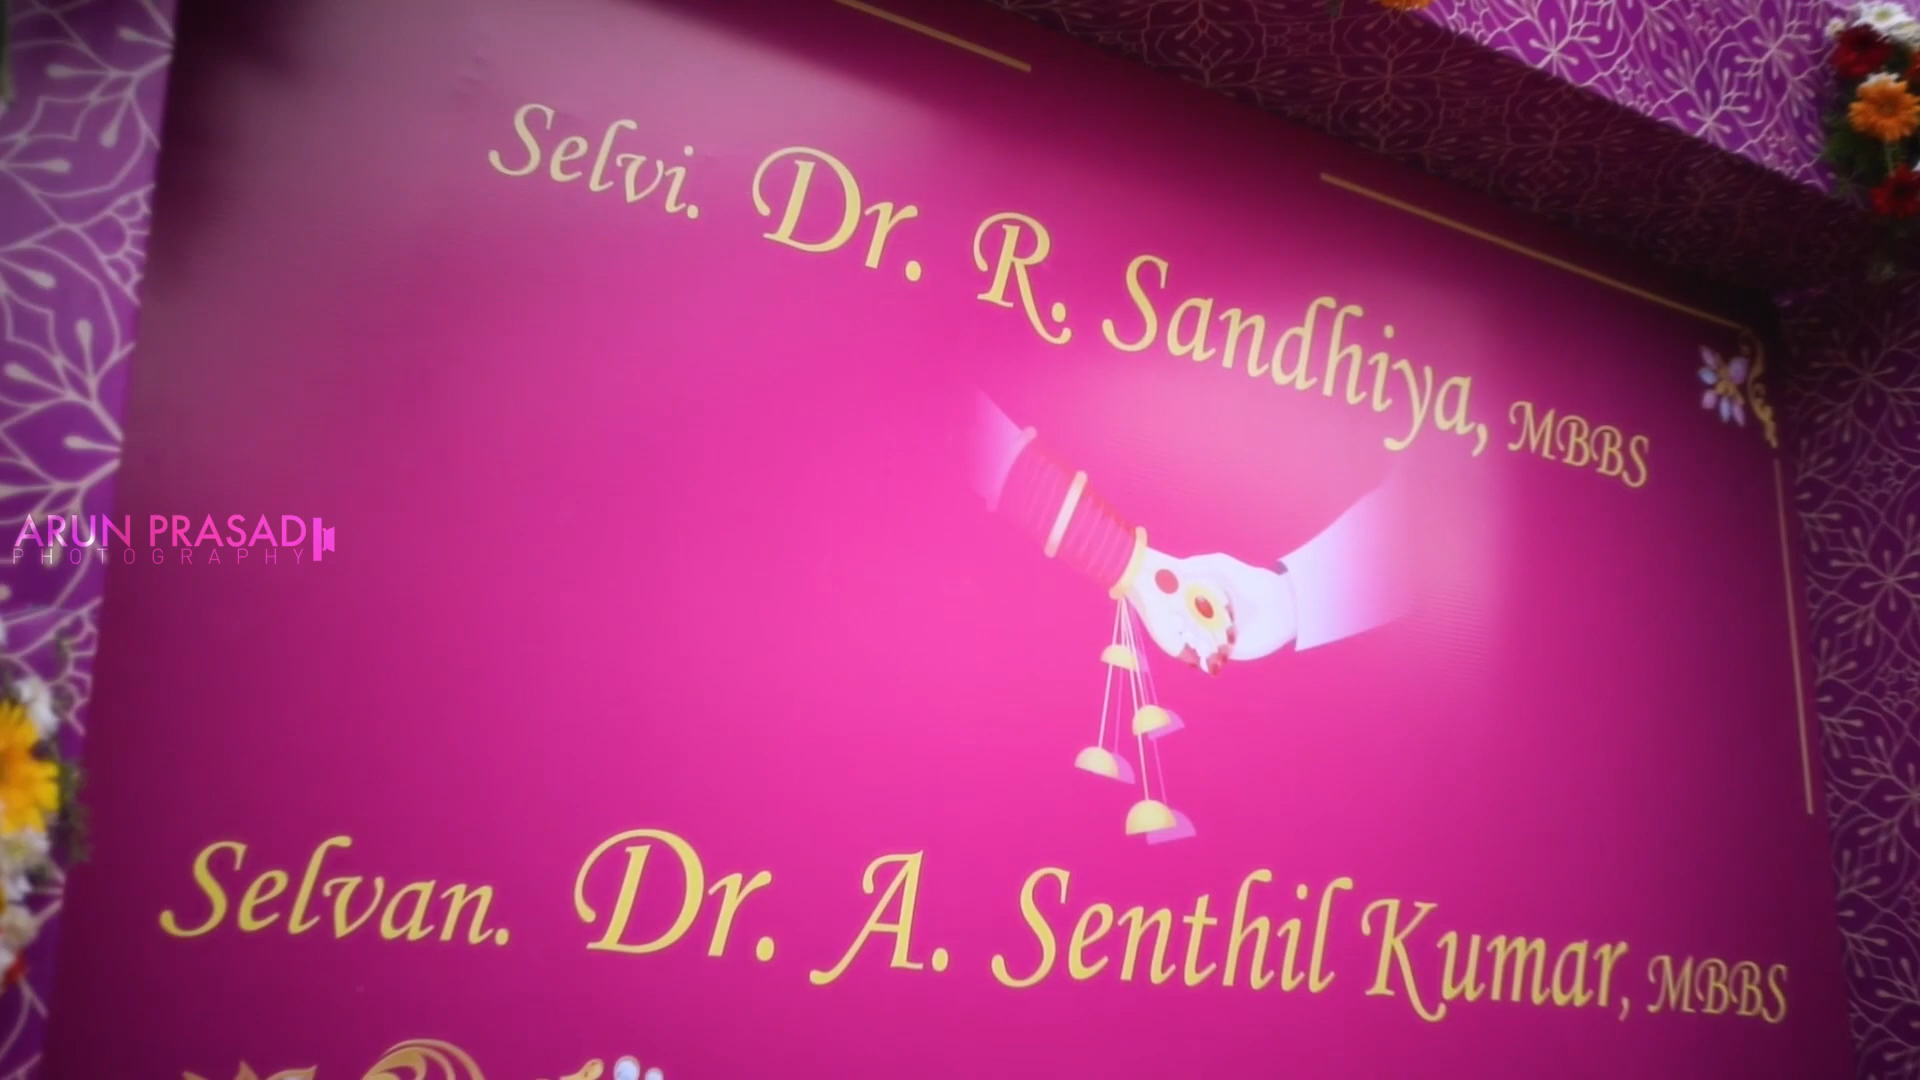 Selvi. Dr. R. Sandhiya, MBBS
ARUN PRASAD
PHOTOGRAPHY
Selvan. Dr. A. Senthil Kumar, MBBS